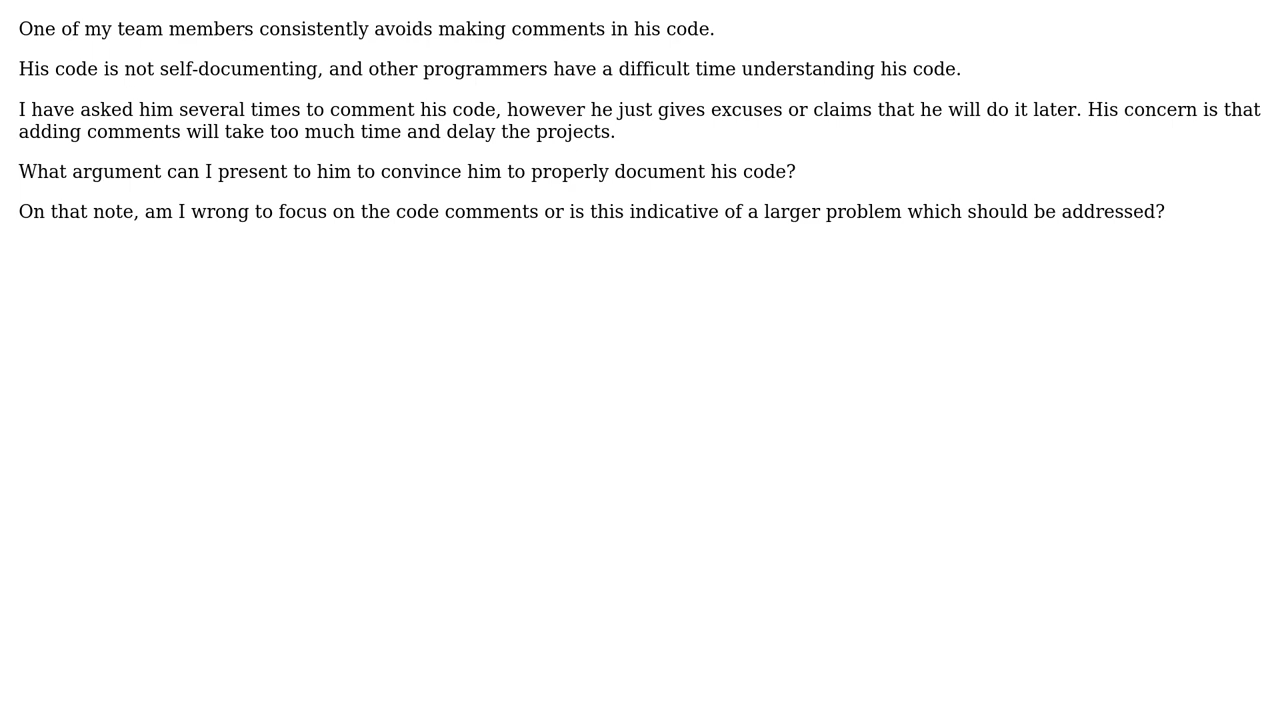 One of my team members consistently avoids making comments in his code.
His code is not self-documenting, and other programmers have a difficult time understanding his code.
I have asked him several times to comment his code, however he just gives excuses or claims that he will do it later. His concern is that
adding comments will take too much time and delay the projects.
What argument can I present to him to convince him to properly document his code?
On that note, am I wrong to focus on the code comments or is this indicative of a larger problem which should be addressed?